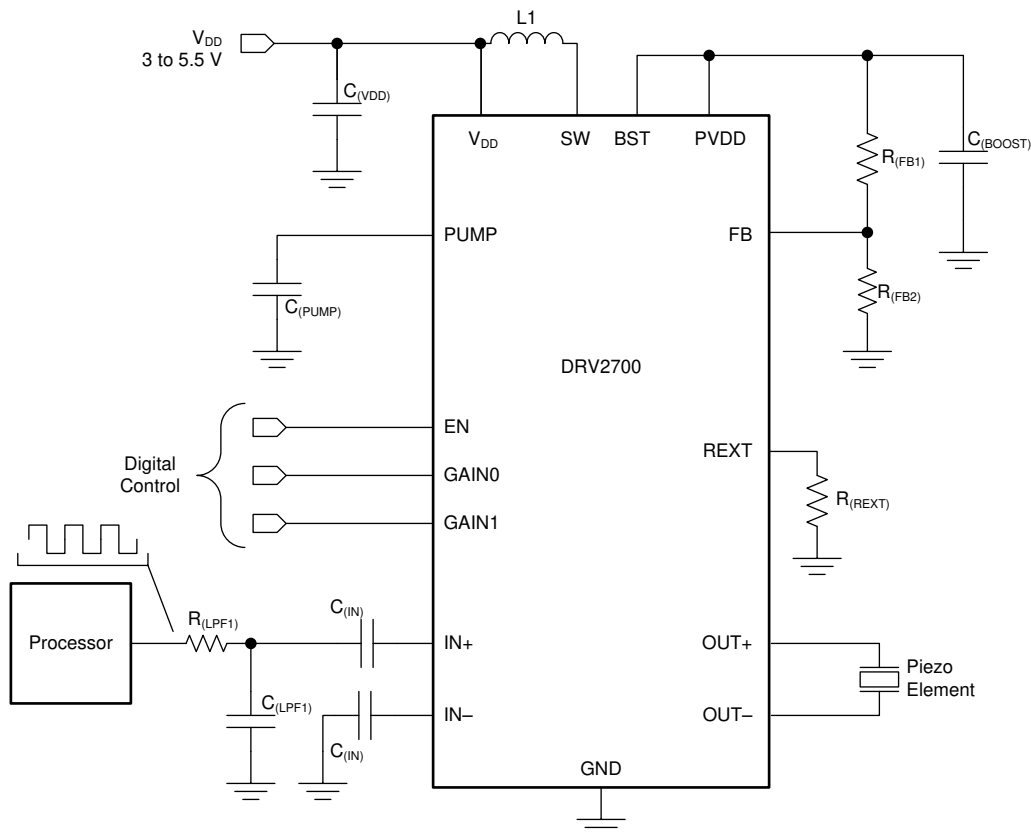 L1
V(DD)
3 to 5.5 V
C(VDD)
VDD
SW
BST
PVDD
R(FB1)
C(BOOST)
PUMP
FB
C(PUMP)
R(FB2)
DRV2700
EN
REXT
Digital
Control
GAIN0
R(REXT)
GAIN1
C(IN)
R(LPF1)
Processor
IN+
OUT+
Piezo
Element
C(LPF1)
IN–
OUT–
C(IN)
GND